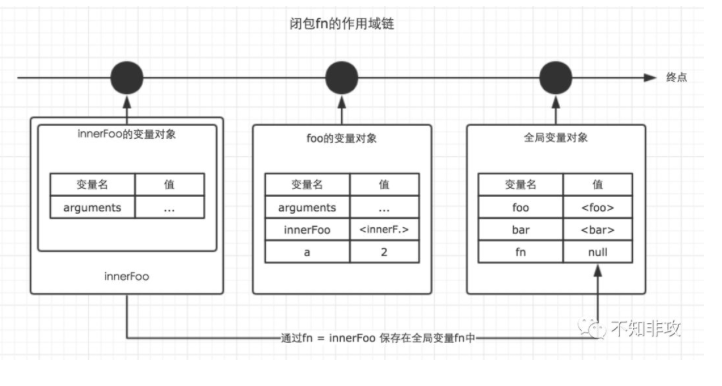 闭包fn的作用域链
终点
innerFoo的变量对象
变量名 值
arguments ...
innerFoo
foo的变量对象
变量名 值
arguments ...
innerFoo <innerF.>
a 2
全局变量对象
变量名 值
foo <foo>
bar <bar>
fn null
通过fn = innerFoo 保存在全局变量fn中
不知非攻